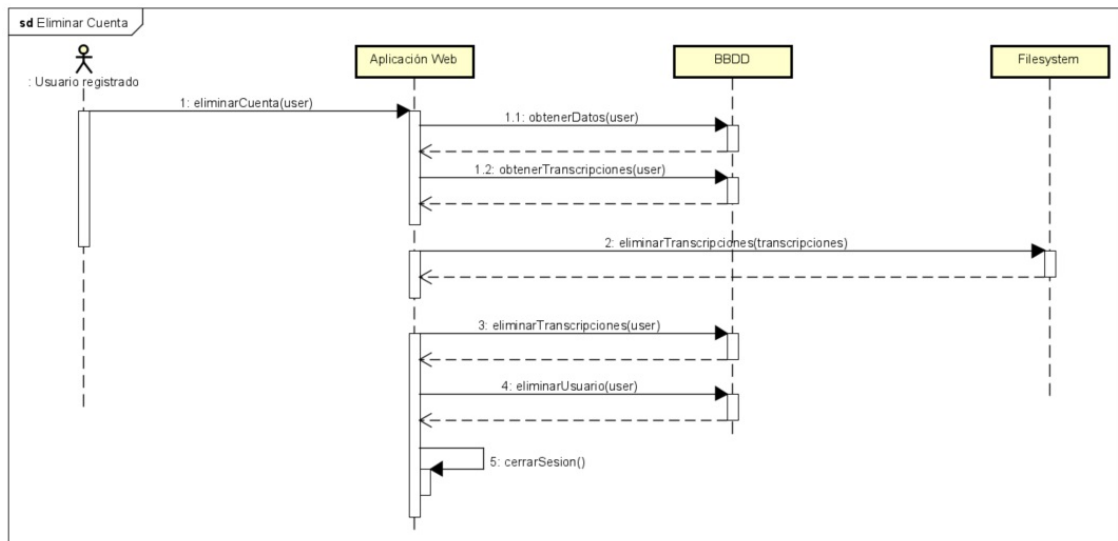 sd Eliminar Cuenta
: Usuario registrado
Aplicación Web
BBDD
Filesystem
1: eliminarCuenta(user)
1.1: obtenerDatos(user)
1.2: obtenerTranscripciones(user)
2: eliminarTranscripciones(transcripciones)
3: eliminarTranscripciones(user)
4: eliminarUsuario(user)
5: cerrarSesion()